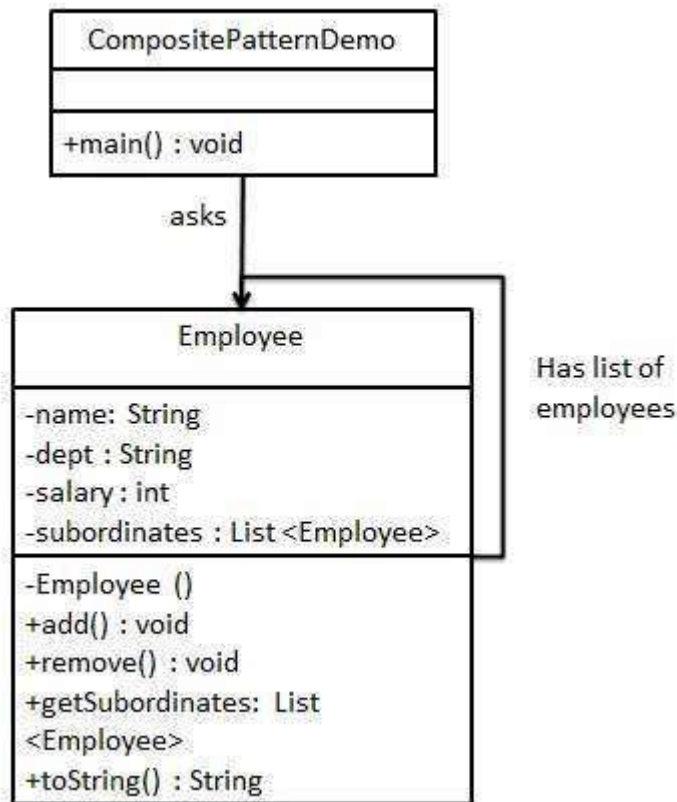 CompositePatternDemo
+main() : void
asks
Employee
-name: String
-dept : String
-salary : int
-subordinates : List <Employee>
Has list of
employees
-Employee ()
+add() : void
+remove() : void
+getSubordinates: List
<Employee>
+toString() : String